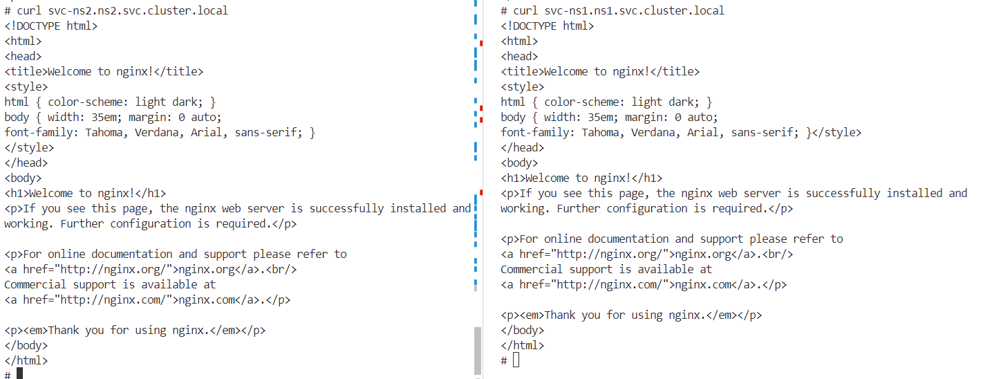 # curl svc-ns2.ns2.svc.cluster.local
<!DOCTYPE html>
<html>
<head>
<title>Welcome to nginx!</title>
<style>
html { color-scheme: light dark; }
body { width: 35em; margin: 0 auto;
font-family: Tahoma, Verdana, Arial, sans-serif; }
</style>
</head>
<body>
<h1>Welcome to nginx!</h1>
<p>If you see this page, the nginx web server is successfully installed and
working. Further configuration is required.</p>

<p>For online documentation and support please refer to
<a href="http://nginx.org/">nginx.org</a>.<br/>
Commercial support is available at
<a href="http://nginx.com/">nginx.com</a>.</p>

<p><em>Thank you for using nginx.</em></p>
</body>
</html>
#
# curl svc-ns1.ns1.svc.cluster.local
<!DOCTYPE html>
<html>
<head>
<title>Welcome to nginx!</title>
<style>
html { color-scheme: light dark; }
body { width: 35em; margin: 0 auto;
font-family: Tahoma, Verdana, Arial, sans-serif; }</style>
</head>
<body>
<h1>Welcome to nginx!</h1>
<p>If you see this page, the nginx web server is successfully installed and
working. Further configuration is required.</p>

<p>For online documentation and support please refer to
<a href="http://nginx.org/">nginx.org</a>.<br/>
Commercial support is available at
<a href="http://nginx.com/">nginx.com</a>.</p>

<p><em>Thank you for using nginx.</em></p>
</body>
</html>
#